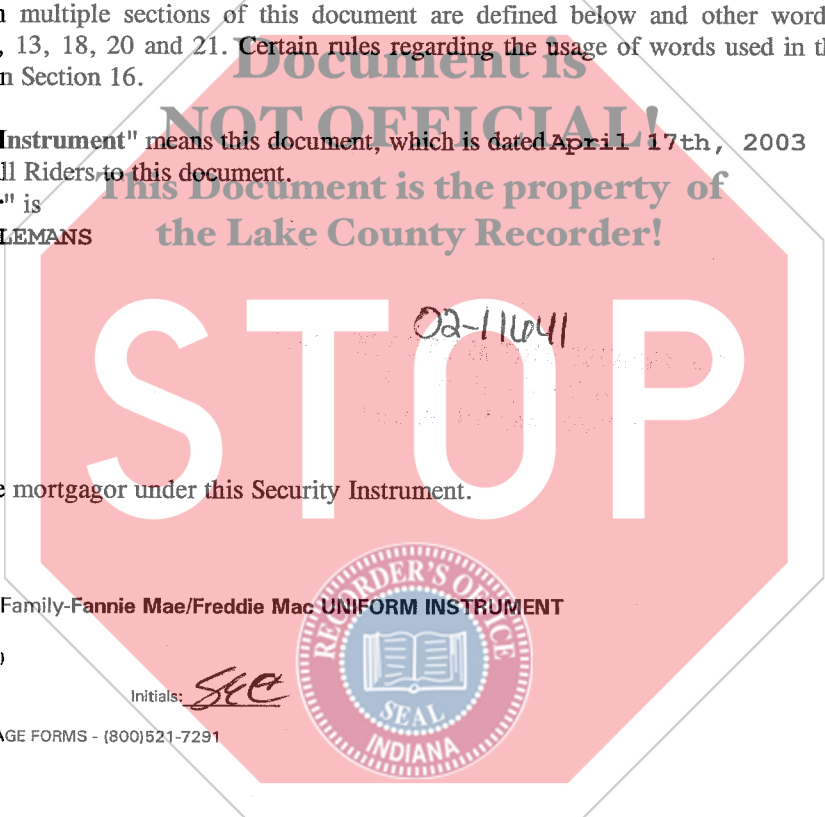 multiple sections of this document are defined below and other word
, 13, 18, 20 and 21. Certain rules regarding the usage of words used in th
n Section 16.
Document is
NOT OFFICIAL!
Instrument" means this document, which is dated April 17th, 2003
ll Riders to this document.
This Document is the property of
" is
the Lake County Recorder!
LEMANS
02-11641
STOP
e mortgagor under this Security Instrument.
RECORDER'S OFFICE
Family-Fannie Mae/Freddie Mac UNIFORM INSTRUMENT
)
Initials:
SEAL
INDIANA
AGE FORMS - (800)521-7291